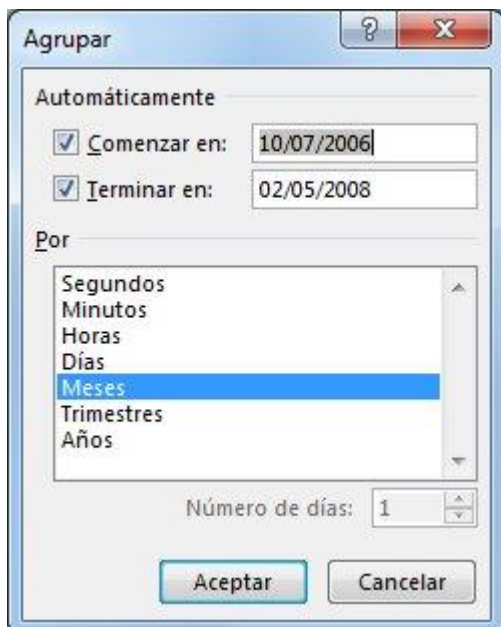 Agrupar
Automáticamente
Comenzar en: 10/07/2006
Terminar en: 02/05/2008
Por
Segundos
Minutos
Horas
Días
Meses
Trimestres
Años
Número de días: 1
Aceptar Cancelar